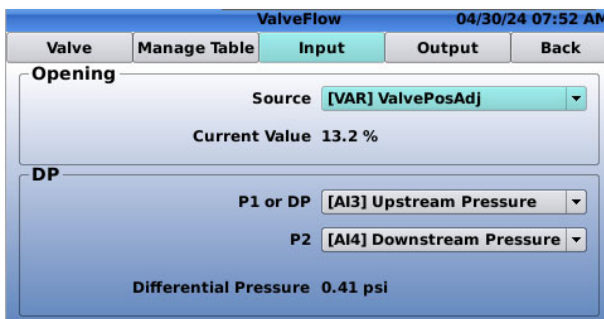 ValveFlow 04/30/24 07:52 AM
Valve Manage Table Input Output Back
Opening
Source [VAR] ValvePosAdj
Current Value 13.2 %
DP
P1 or DP [AI3] Upstream Pressure
P2 [AI4] Downstream Pressure
Differential Pressure 0.41 psi